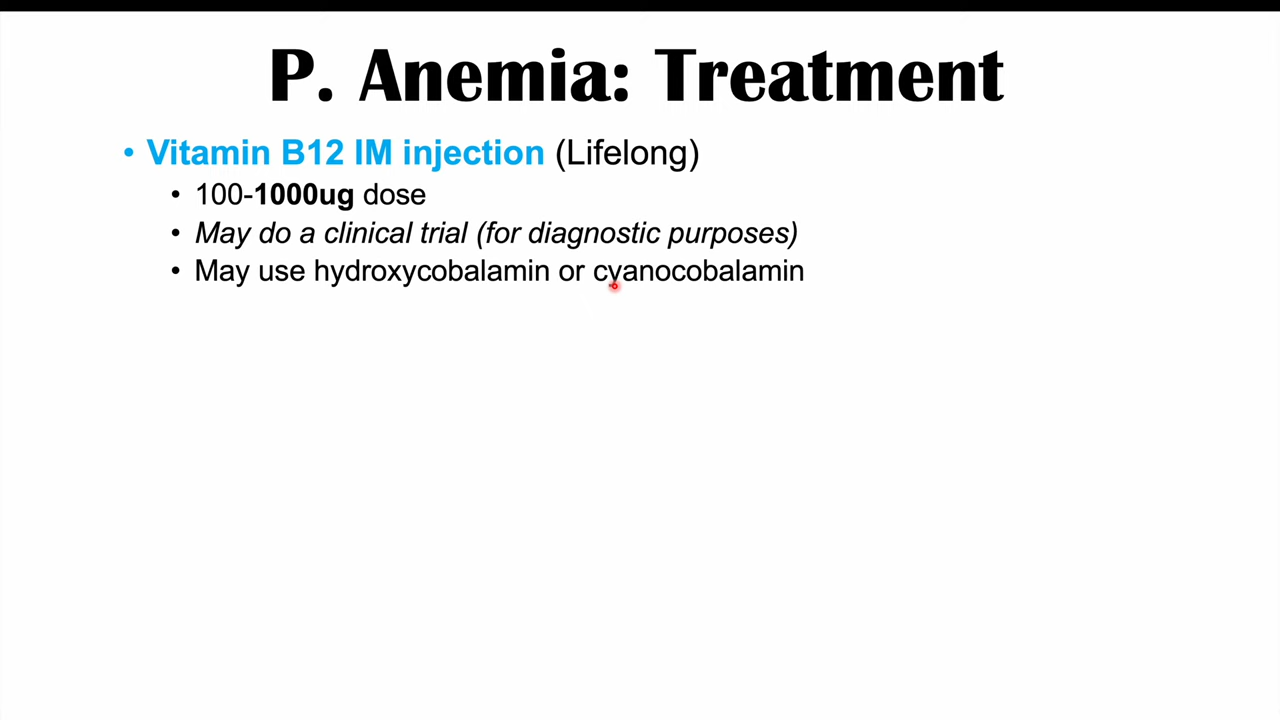 P. Anemia: Treatment
• Vitamin B12 IM injection (Lifelong)
• 100-1000ug dose
• May do a clinical trial (for diagnostic purposes)
• May use hydroxycobalamin or cyanocobalamin